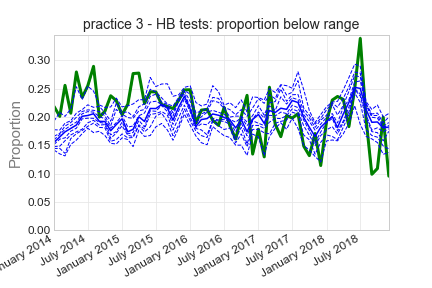 practice 3 - HB tests: proportion below range
Proportion
0.30
0.25
0.20
0.15
0.10
0.05
0.00
nuary 2014
July 2014
January 2015
July 2015
January 2016
July 2016
January 2017
July 2017
January 2018
July 2018